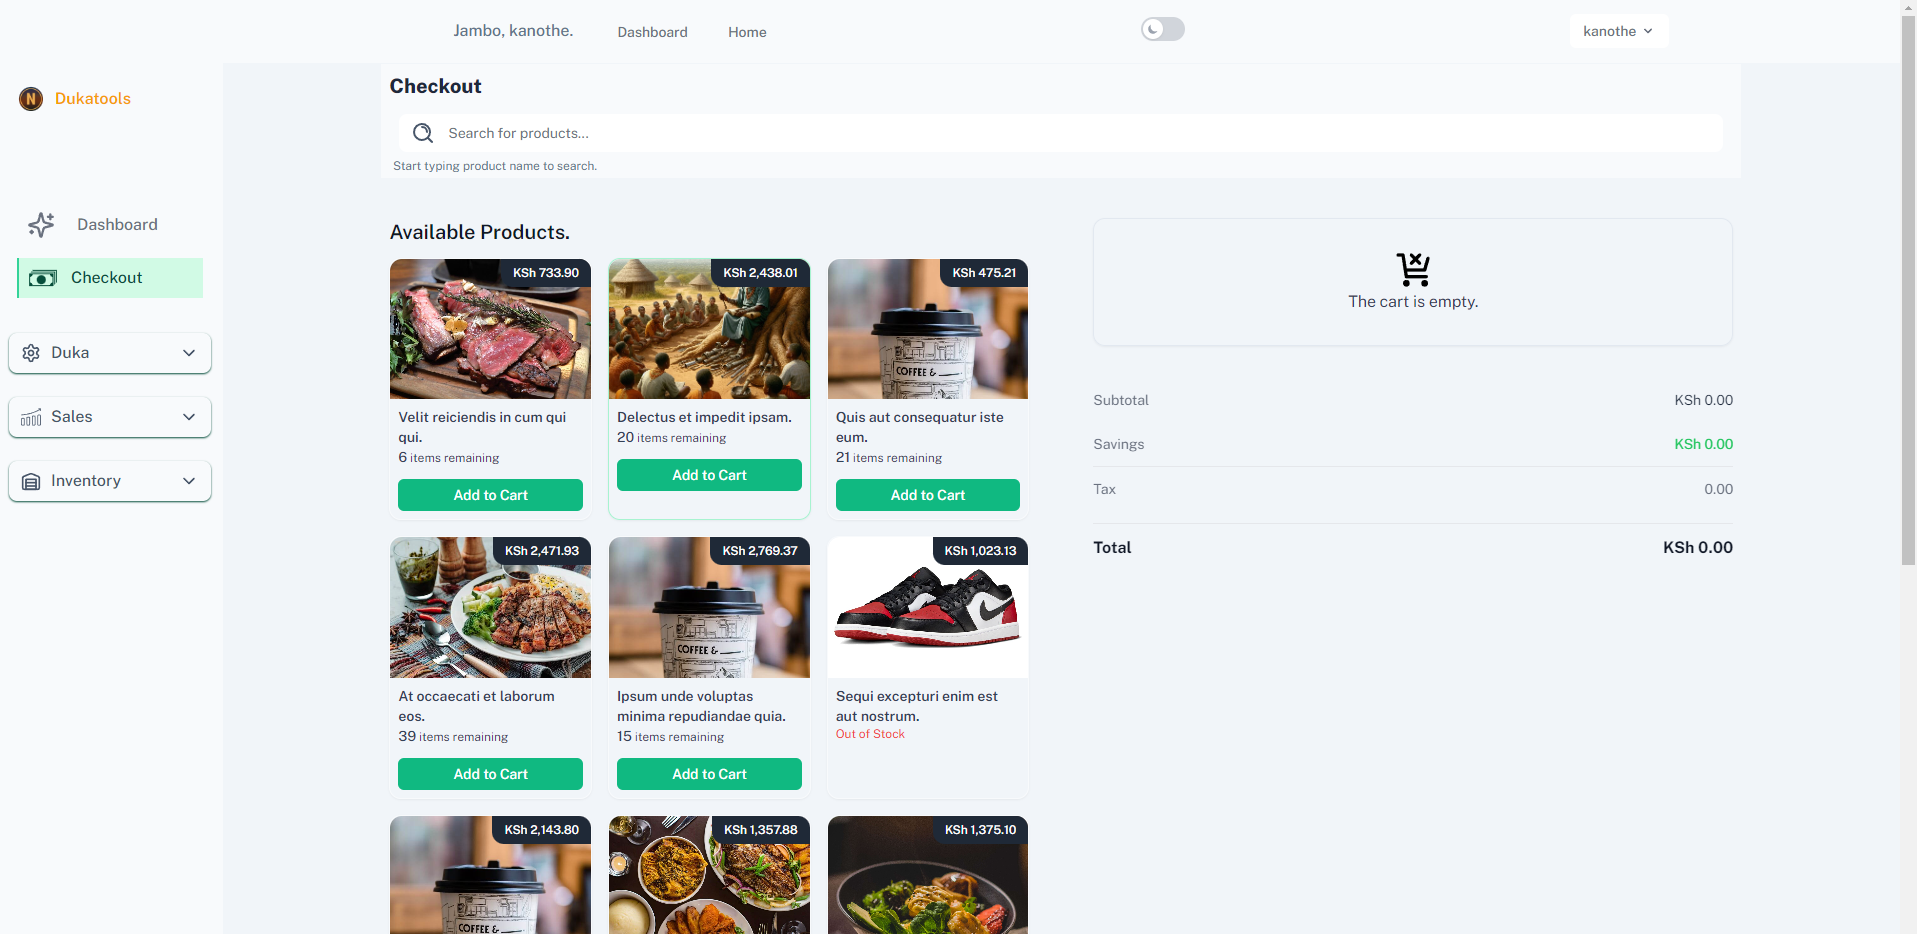 Jambo, kanothe.
Dashboard
Home
kanothe
N
Dukatools
Dashboard
Checkout
Duka
Sales
Inventory
Checkout
Search for products...
Start typing product name to search.
Available Products.
KSh 733.90
Velit reiciendis in cum qui
qui.
6 items remaining
Add to Cart
KSh 2,438.01
Delectus et impedit ipsam.
20 items remaining
Add to Cart
KSh 475.21
COFFEE &
Quis aut consequatur iste
eum.
21 items remaining
Add to Cart
KSh 2,471.93
At occaecati et laborum
eos.
39 items remaining
Add to Cart
KSh 2,769.37
COFFEE &
Ipsum unde voluptas
minima repudiandae quia.
15 items remaining
Add to Cart
KSh 1,023.13
Sequi excepturi enim est
aut nostrum.
Out of Stock
KSh 2,143.80
COFFEE &
KSh 1,357.88
KSh 1,375.10
The cart is empty.
Subtotal
KSh 0.00
Savings
KSh 0.00
Tax
0.00
Total
KSh 0.00